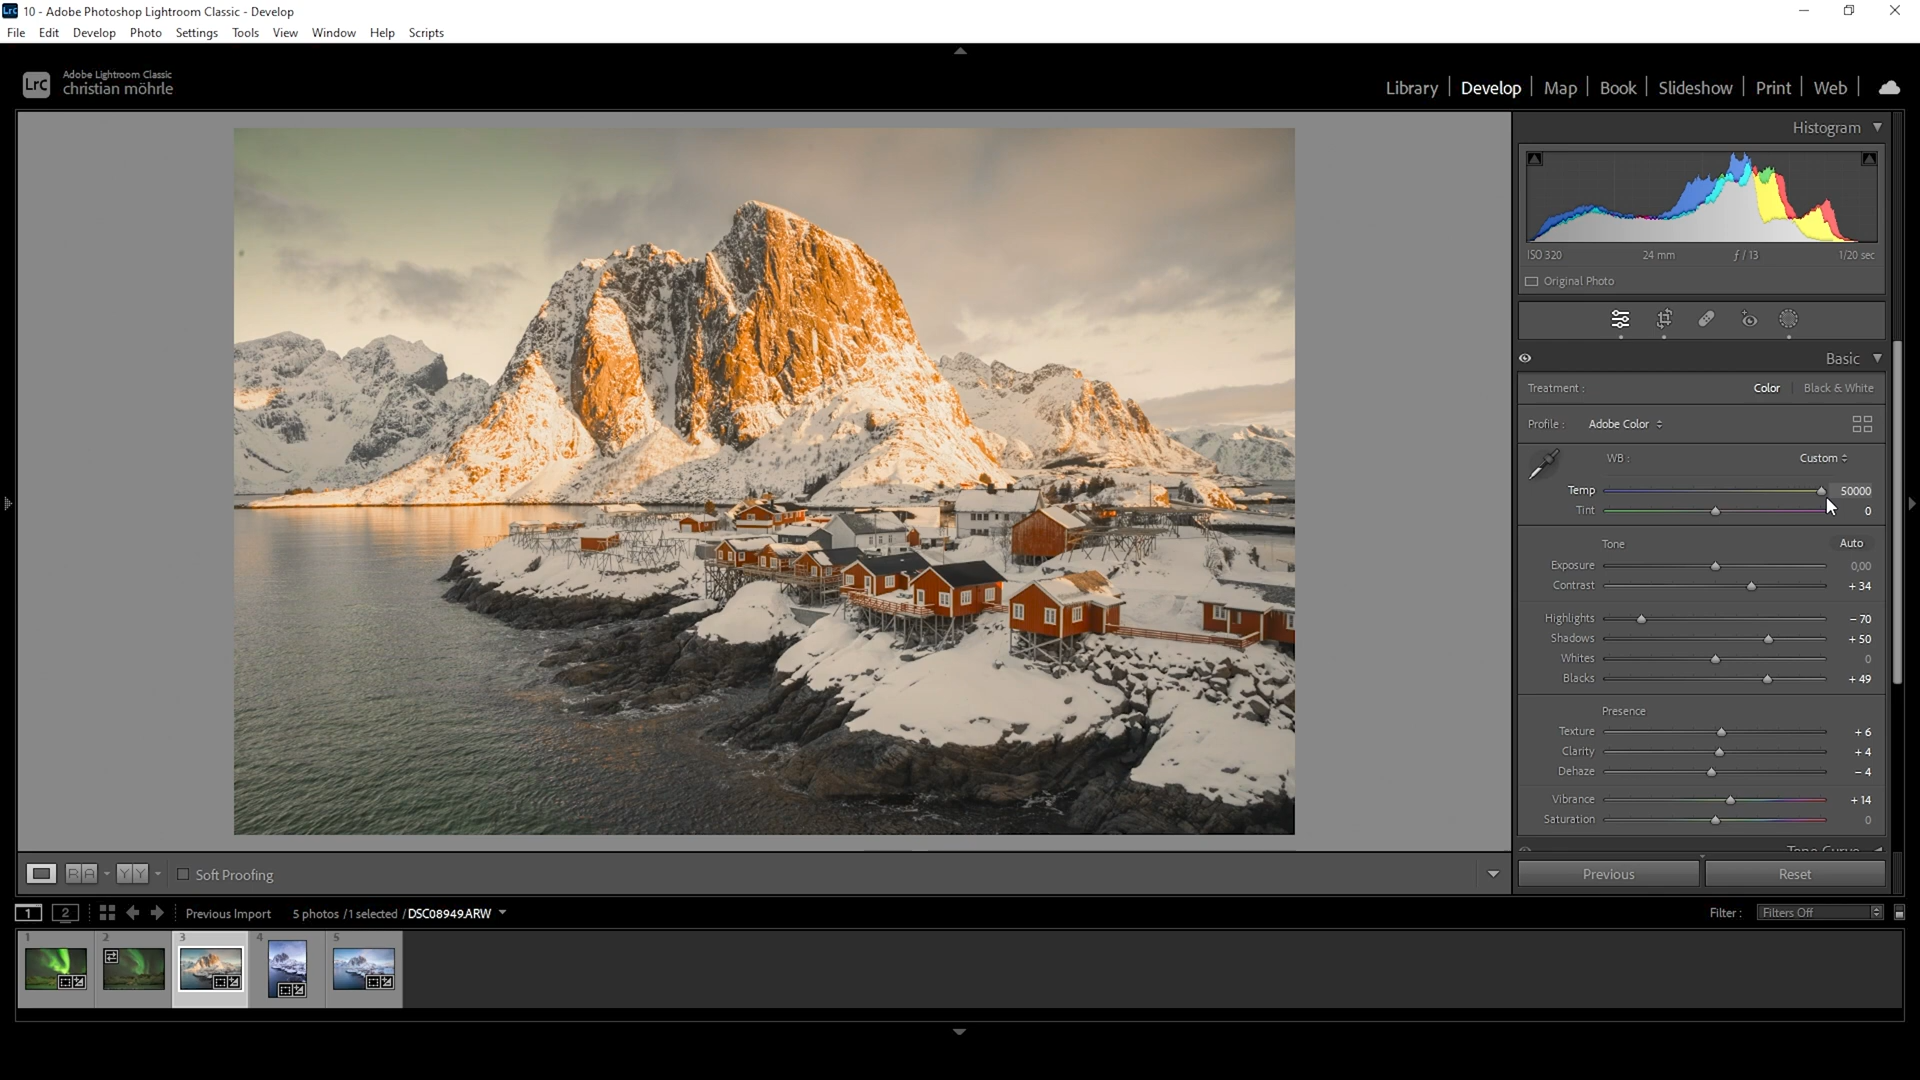 10 - Adobe Photoshop Lightroom Classic - Develop
File Edit Develop Photo Settings Tools View Window Help Scripts
LrC Adobe Lightroom Classic
christian möhrle
Library Develop Map Book Slideshow Print Web
Histogram
ISO 320 24 mm ƒ / 13 1/20 sec
Original Photo
Basic
Treatment : Color Black & White
Profile : Adobe Color
WB : Custom
Temp 50000
Tint 0
Tone Auto
Exposure 0,00
Contrast + 34
Highlights − 70
Shadows + 50
Whites 0
Blacks + 49
Presence
Texture + 6
Clarity + 4
Dehaze − 4
Vibrance + 14
Saturation 0
Tone Curve
R A Y Y Soft Proofing
Previous Reset
1 2 Previous Import 5 photos / 1 selected / DSC08949.ARW
Filter : Filters Off
1 2 3 4 5